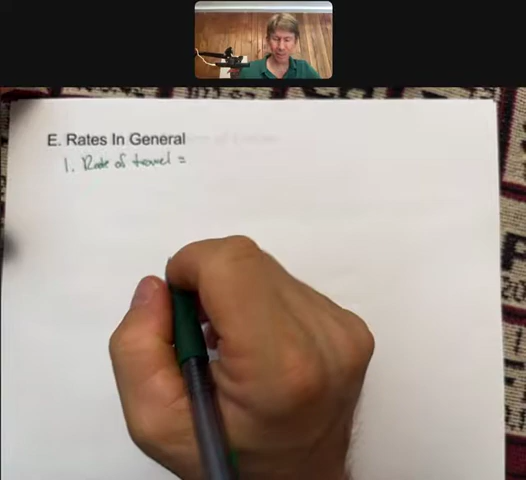 E. Rates In General
1. Rate of travel =